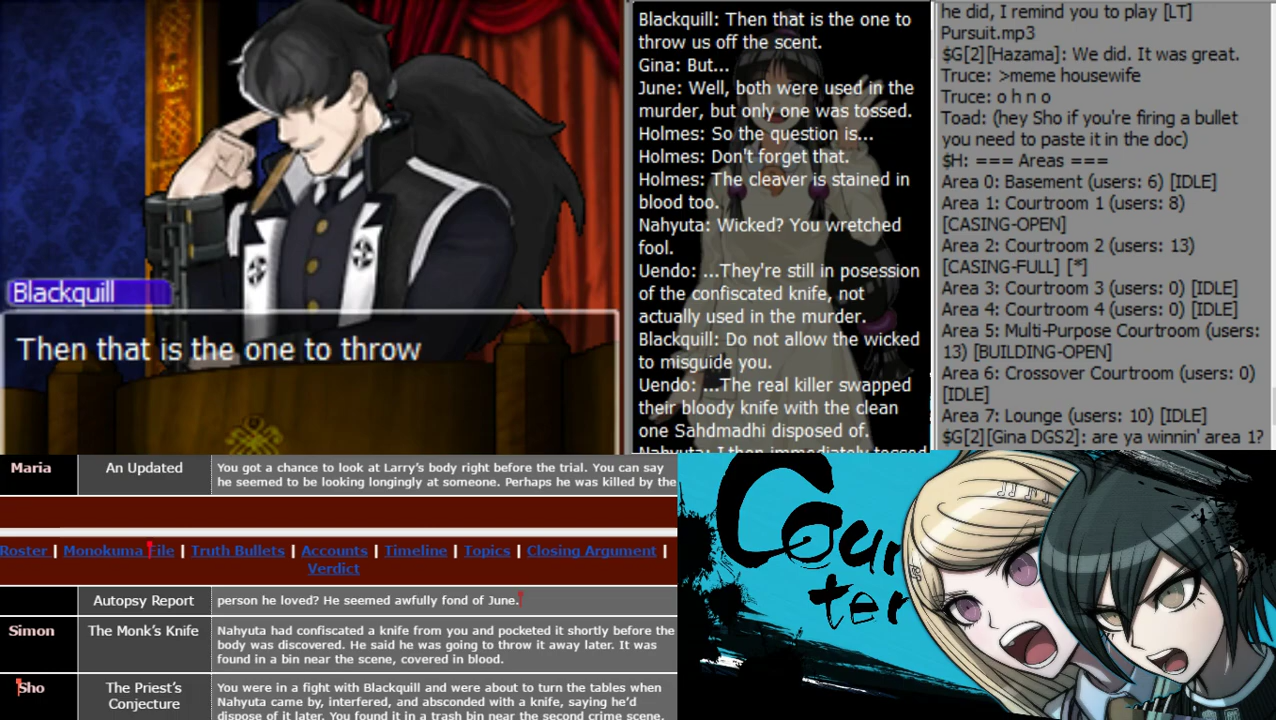 Blackquill
Then that is the one to throw
Blackquill: Then that is the one to
throw us off the scent.
Gina: But...
June: Well, both were used in the
murder, but only one was tossed.
Holmes: So the question is...
Holmes: Don't forget that.
Holmes: The cleaver is stained in
blood too.
Nahyuta: Wicked? You wretched
fool.
Uendo: ...They're still in posession
of the confiscated knife, not
actually used in the murder.
Blackquill: Do not allow the wicked
to misguide you.
Uendo: ...The real killer swapped
their bloody knife with the clean
one Sahdmadhi disposed of.
Nahyuta: I then immediately tossed
he did, I remind you to play [LT]
Pursuit.mp3
$G[2][Hazama]: We did. It was great.
Truce: >meme housewife
Truce: o h n o
Toad: (hey Sho if you're firing a bullet
you need to paste it in the doc)
$H: === Areas ===
Area 0: Basement (users: 6) [IDLE]
Area 1: Courtroom 1 (users: 8)
[CASING-OPEN]
Area 2: Courtroom 2 (users: 13)
[CASING-FULL] [*]
Area 3: Courtroom 3 (users: 0) [IDLE]
Area 4: Courtroom 4 (users: 0) [IDLE]
Area 5: Multi-Purpose Courtroom (users:
13) [BUILDING-OPEN]
Area 6: Crossover Courtroom (users: 0)
[IDLE]
Area 7: Lounge (users: 10) [IDLE]
$G[2][Gina DGS2]: are ya winnin' area 1?
Maria An Updated You got a chance to look at Larry's body right before the trial. You can say
he seemed to be looking longingly at someone. Perhaps he was killed by the
Roster | Monokuma File | Truth Bullets | Accounts | Timeline | Topics | Closing Argument |
Verdict
Autopsy Report person he loved? He seemed awfully fond of June.
Simon The Monk's Knife Nahyuta had confiscated a knife from you and pocketed it shortly before the
body was discovered. He said he was going to throw it away later. It was
found in a bin near the scene, covered in blood.
Sho The Priest's You were in a fight with Blackquill and were about to turn the tables when
Conjecture Nahyuta came by, interfered, and absconded with a knife, saying he'd
dispose of it later. You found it in a trash bin near the second crime scene.
Coun
ter